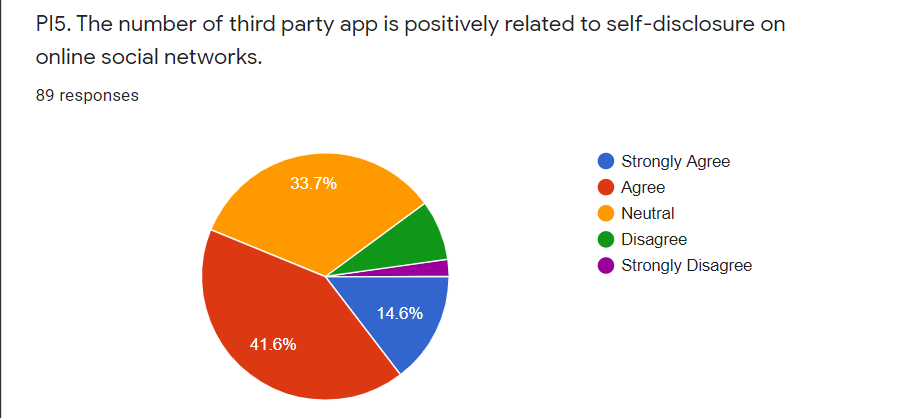 PI5. The number of third party app is positively related to self-disclosure on
online social networks.
89 responses
33.7%
14.6%
41.6%
Strongly Agree
Agree
Neutral
Disagree
Strongly Disagree